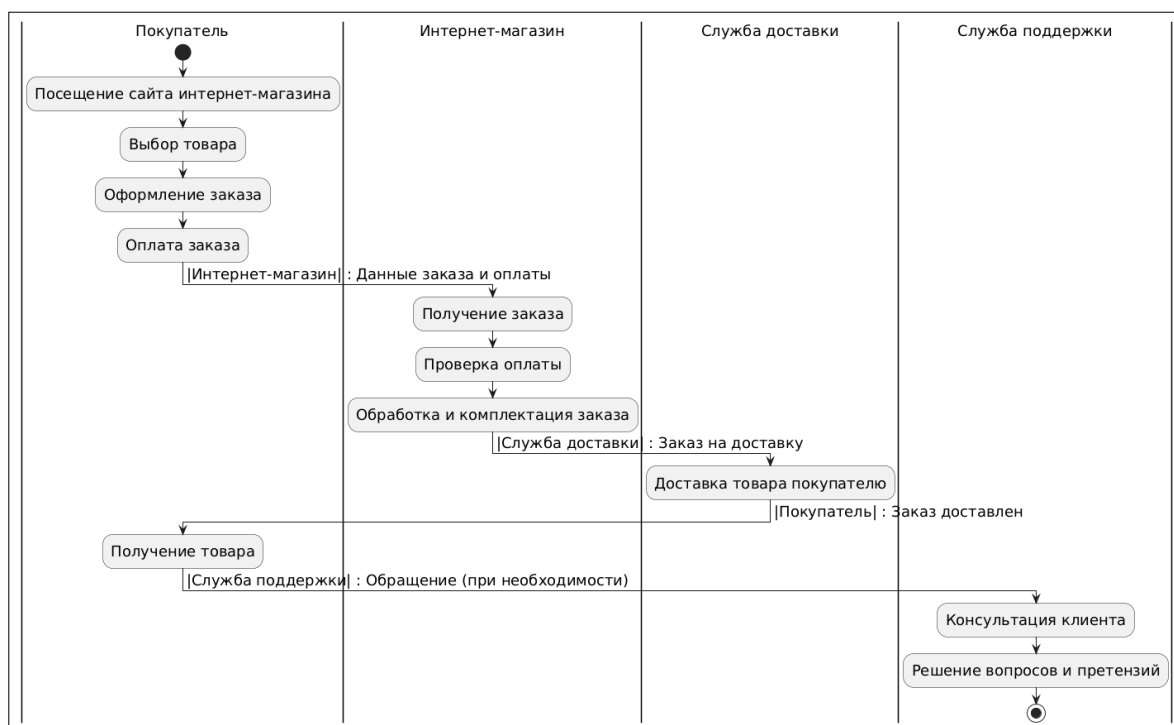 Покупатель
Интернет-магазин
Служба доставки
Служба поддержки
Посещение сайта интернет-магазина
Выбор товара
Оформление заказа
Оплата заказа
|Интернет-магазин| : Данные заказа и оплаты
Получение заказа
Проверка оплаты
Обработка и комплектация заказа
|Служба доставки| : Заказ на доставку
Доставка товара покупателю
|Покупатель| : Заказ доставлен
Получение товара
|Служба поддержки| : Обращение (при необходимости)
Консультация клиента
Решение вопросов и претензий